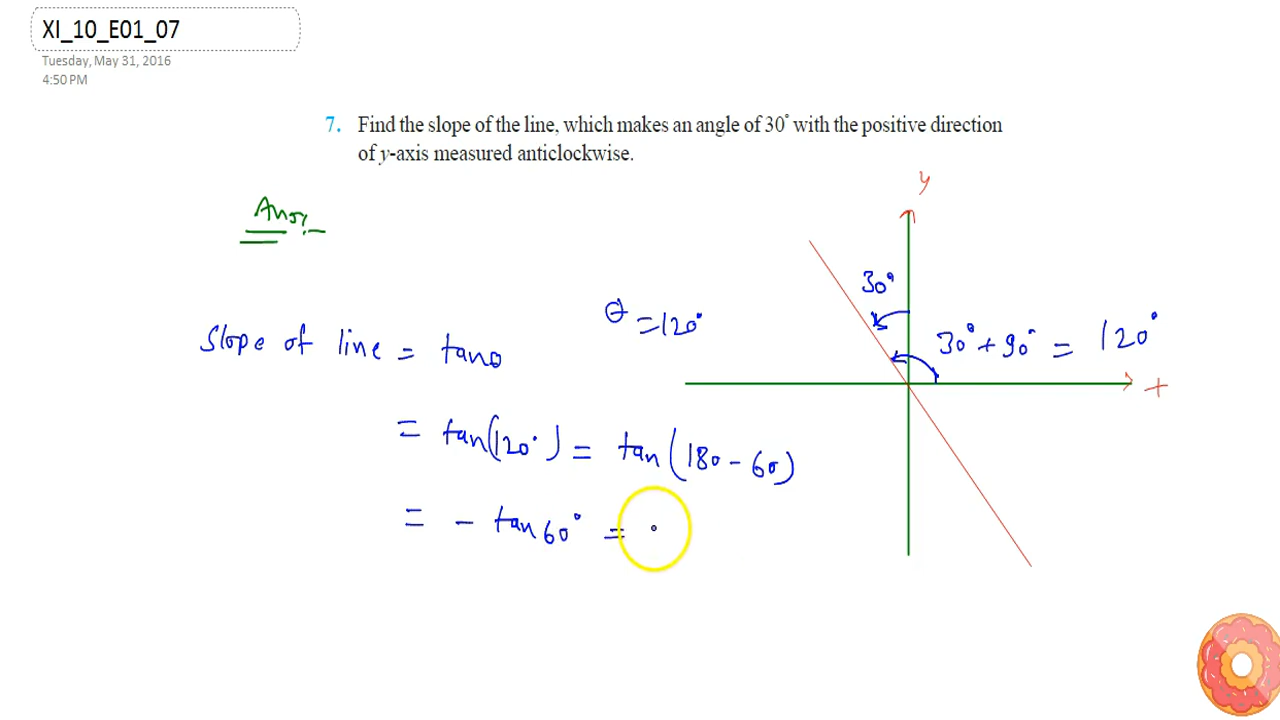 XI_10_E01_07
Tuesday, May 31, 2016
4:50 PM
7. Find the slope of the line, which makes an angle of 30° with the positive direction
of y-axis measured anticlockwise.
Ans:
y
30°
θ = 120°
30° + 90° = 120°
+
Slope of line = tanθ
= tan(120°) = tan(180 - 60)
= - tan 60° =